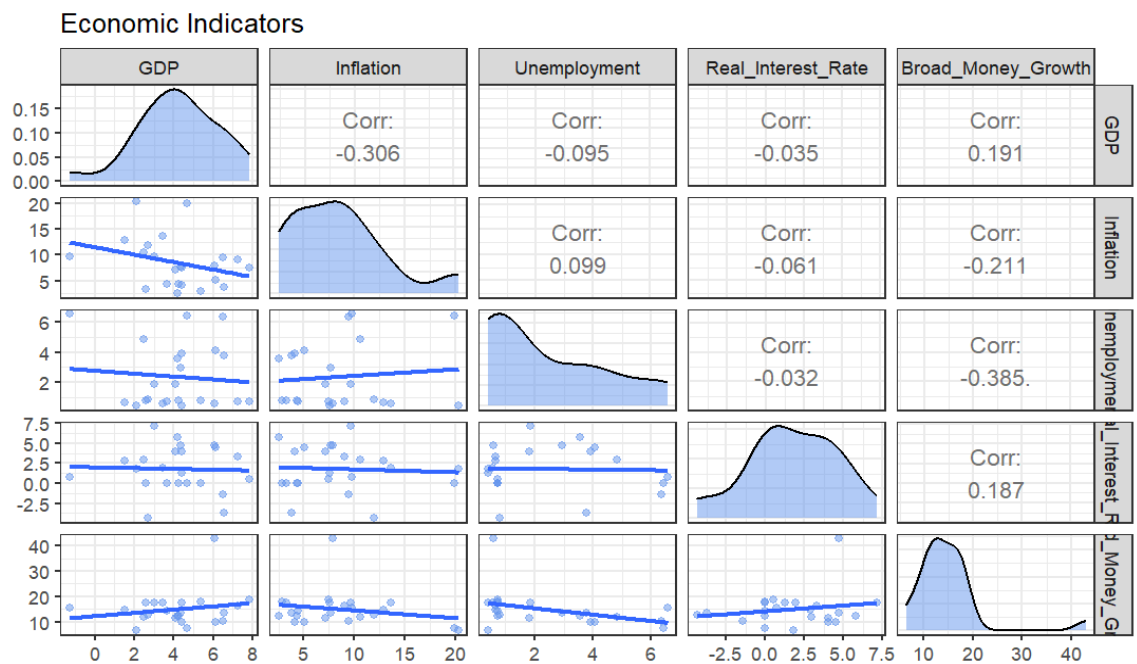 Economic Indicators
GDP Inflation Unemployment Real_Interest_Rate Broad_Money_Growth
0.15
0.10
0.05
0.00
Corr:
-0.306
Corr:
-0.095
Corr:
-0.035
Corr:
0.191
GDP
20
15
10
5
Corr:
0.099
Corr:
-0.061
Corr:
-0.211
Inflation
6
4
2
Corr:
-0.032
Corr:
-0.385.
nemploymen
7.5
5.0
2.5
0.0
-2.5
Corr:
0.187
al_Interest_R
40
30
20
10
d_Money_Gr
0 4 6 8 5 10 15 20 2 4 6 -2.5 0.0 2.5 5.0 7.5 10 20 30 40